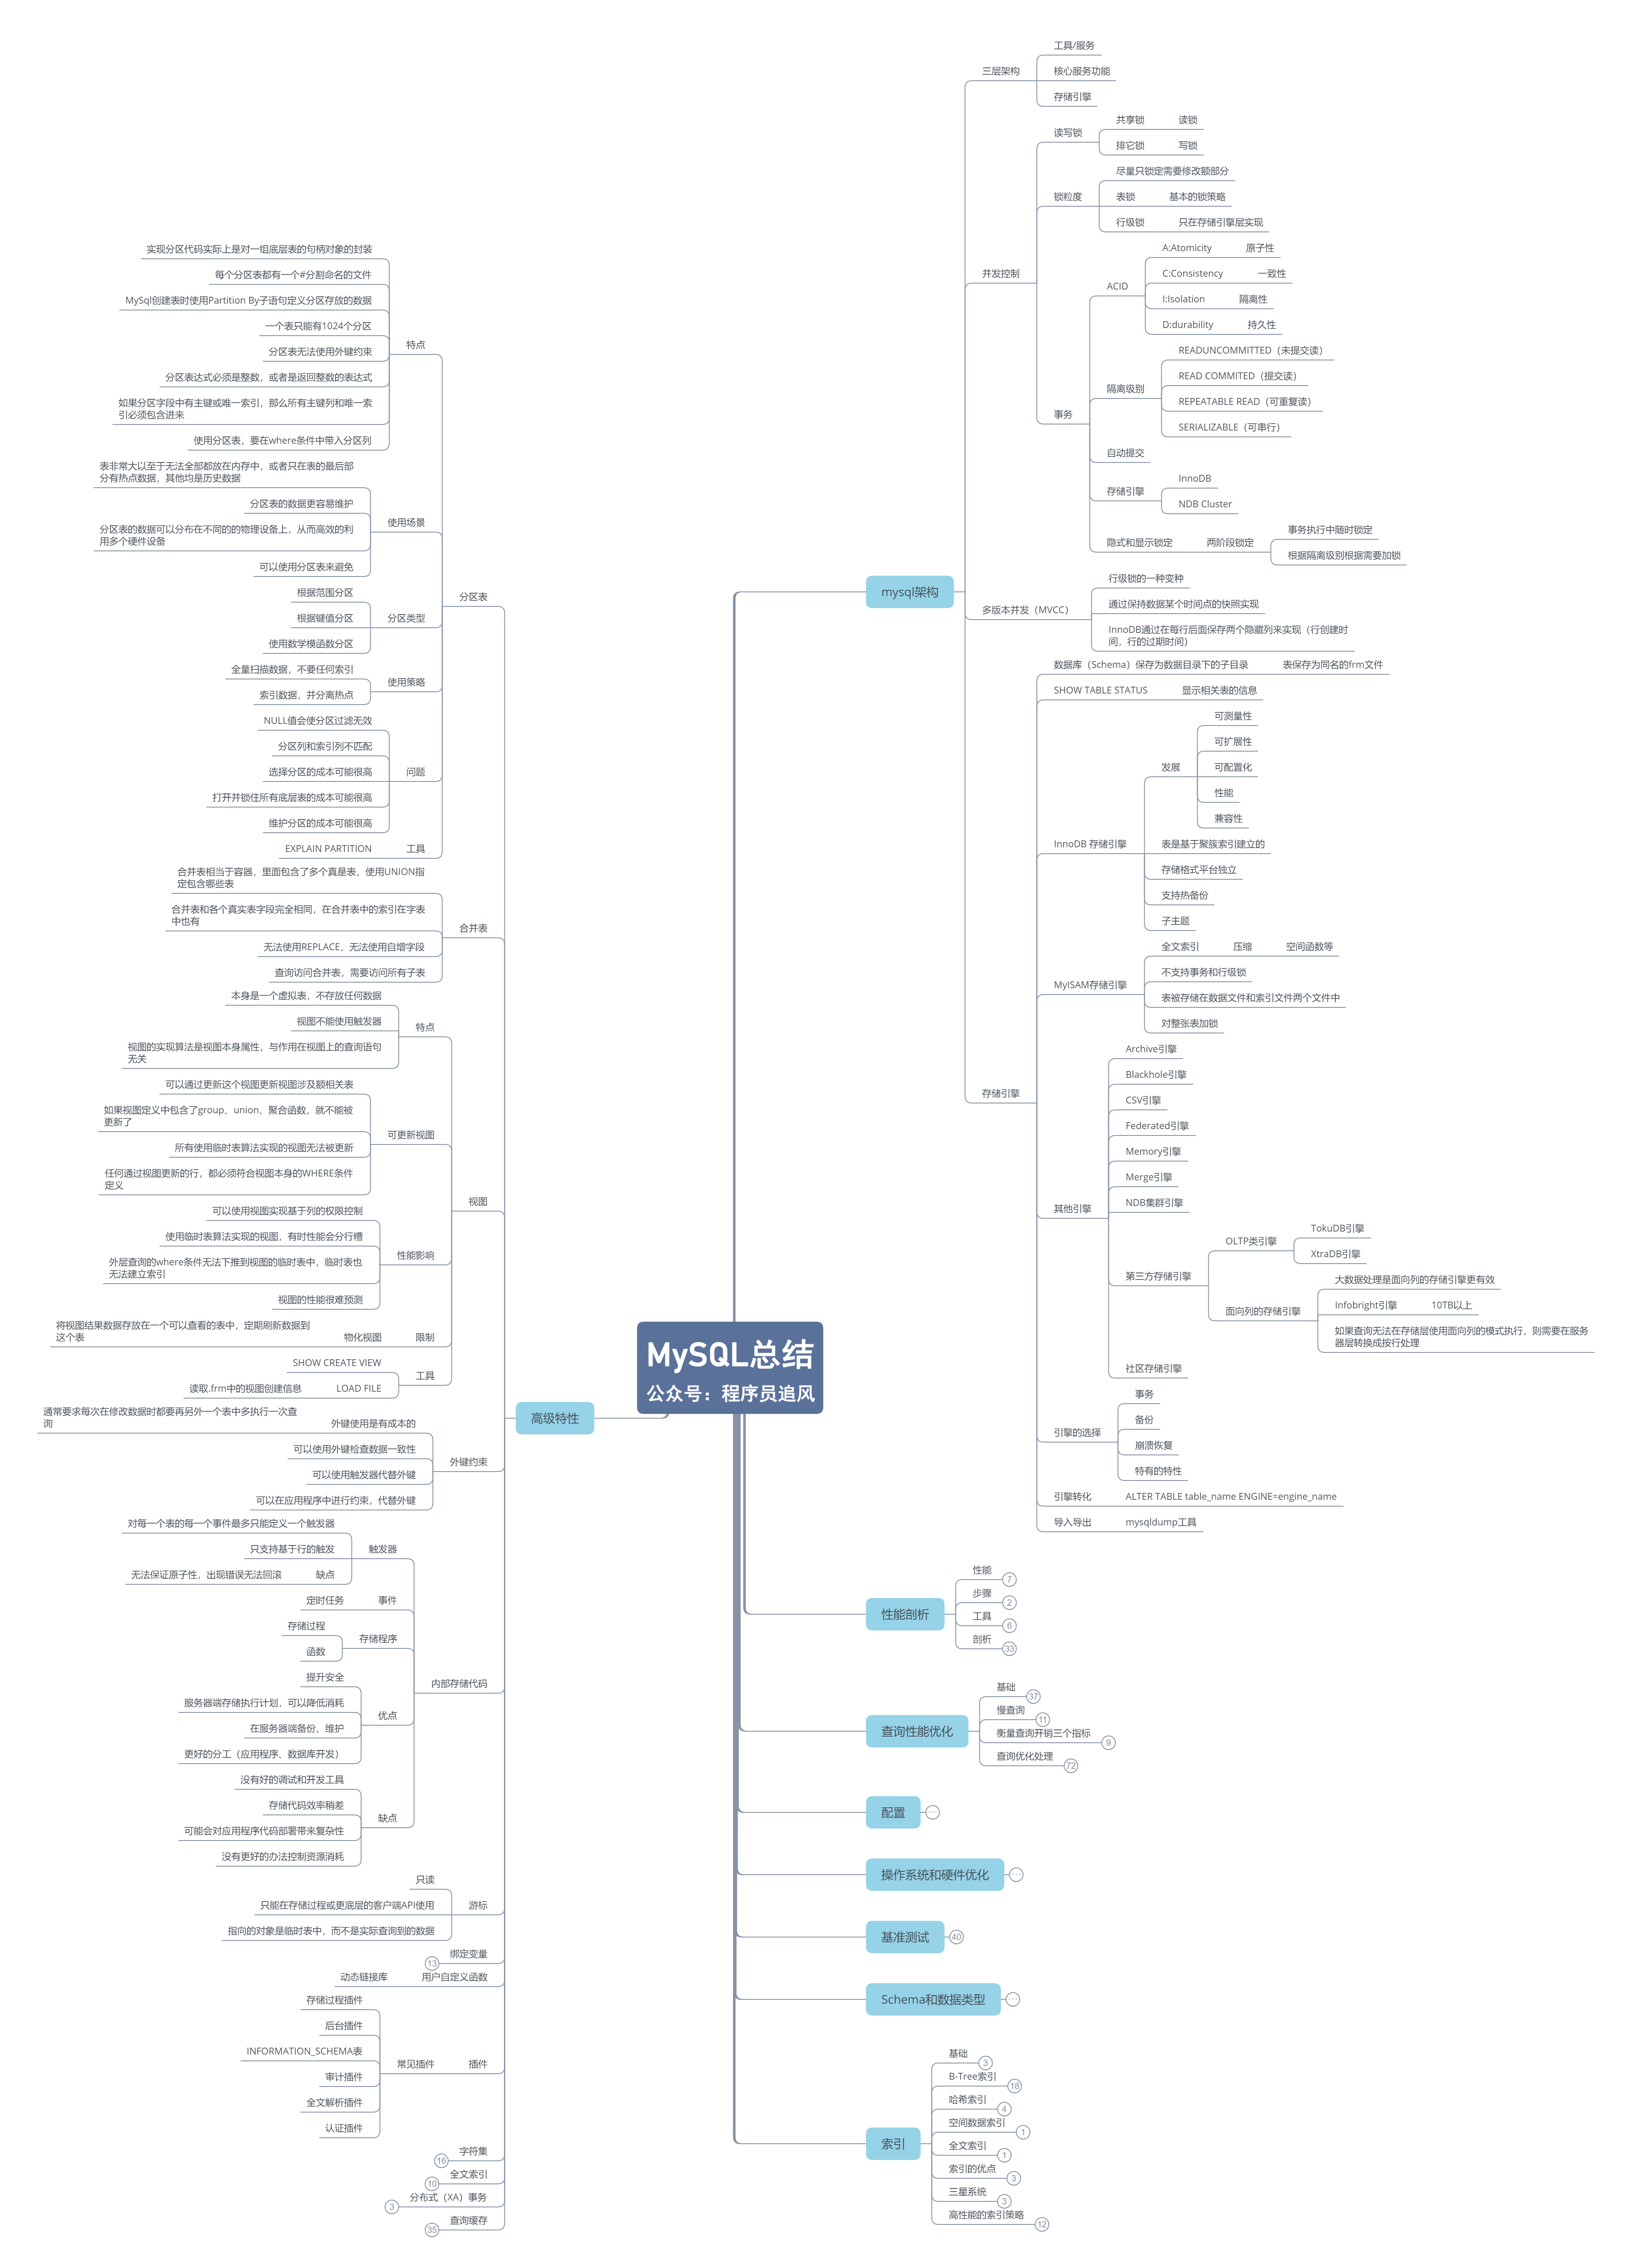 MySQL总结
公众号：程序员追风
mysql架构
三层架构
工具/服务
核心服务功能
存储引擎
并发控制
读写锁
共享锁
读锁
排它锁
写锁
锁粒度
尽量只锁定需要修改额部分
表锁
基本的锁策略
行级锁
只在存储引擎层实现
事务
ACID
A:Atomicity
原子性
C:Consistency
一致性
I:Isolation
隔离性
D:durability
持久性
隔离级别
READUNCOMMITTED（未提交读）
READ COMMITED（提交读）
REPEATABLE READ（可重复读）
SERIALIZABLE（可串行）
自动提交
存储引擎
InnoDB
NDB Cluster
隐式和显示锁定
两阶段锁定
事务执行中随时锁定
根据隔离级别根据需要加锁
多版本并发（MVCC）
行级锁的一种变种
通过保持数据某个时间点的快照实现
InnoDB通过在每行后面保存两个隐藏列来实现（行创建时
间，行的过期时间）
存储引擎
数据库（Schema）保存为数据目录下的子目录
表保存为同名的frm文件
SHOW TABLE STATUS
显示相关表的信息
InnoDB 存储引擎
发展
可测量性
可扩展性
可配置化
性能
兼容性
表是基于聚簇索引建立的
存储格式平台独立
支持热备份
子主题
MyISAM存储引擎
全文索引
压缩
空间函数等
不支持事务和行级锁
表被存储在数据文件和索引文件两个文件中
对整张表加锁
其他引擎
Archive引擎
Blackhole引擎
CSV引擎
Federated引擎
Memory引擎
Merge引擎
NDB集群引擎
第三方存储引擎
OLTP类引擎
TokuDB引擎
XtraDB引擎
面向列的存储引擎
大数据处理是面向列的存储引擎更有效
Infobright引擎
10TB以上
如果查询无法在存储层使用面向列的模式执行，则需要在服务
器层转换成按行处理
社区存储引擎
引擎的选择
事务
备份
崩溃恢复
特有的特性
引擎转化
ALTER TABLE table_name ENGINE=engine_name
导入导出
mysqldump工具
性能剖析
性能
7
步骤
2
工具
6
剖析
33
查询性能优化
基础
37
慢查询
11
衡量查询开销三个指标
9
查询优化处理
72
配置
...
操作系统和硬件优化
...
基准测试
40
Schema和数据类型
...
索引
基础
3
B-Tree索引
18
哈希索引
4
空间数据索引
1
全文索引
1
索引的优点
3
三星系统
3
高性能的索引策略
12
高级特性
分区表
特点
实现分区代码实际上是对一组底层表的句柄对象的封装
每个分区表都有一个#分割命名的文件
MySql创建表时使用Partition By子语句定义分区存放的数据
一个表只能有1024个分区
分区表无法使用外键约束
分区表达式必须是整数，或者是返回整数的表达式
如果分区字段中有主键或唯一索引，那么所有主键列和唯一索
引必须包含进来
使用分区表，要在where条件中带入分区列
使用场景
表非常大以至于无法全部都放在内存中，或者只在表的最后部
分有热点数据，其他均是历史数据
分区表的数据更容易维护
分区表的数据可以分布在不同的的物理设备上，从而高效的利
用多个硬件设备
可以使用分区表来避免
分区类型
根据范围分区
根据键值分区
使用数学模函数分区
使用策略
全量扫描数据，不要任何索引
索引数据，并分离热点
问题
NULL值会使分区过滤无效
分区列和索引列不匹配
选择分区的成本可能很高
打开并锁住所有底层表的成本可能很高
维护分区的成本可能很高
工具
EXPLAIN PARTITION
合并表
合并表相当于容器，里面包含了多个真是表，使用UNION指
定包含哪些表
合并表和各个真实表字段完全相同，在合并表中的索引在字表
中也有
无法使用REPLACE，无法使用自增字段
查询访问合并表，需要访问所有子表
视图
特点
本身是一个虚拟表，不存放任何数据
视图不能使用触发器
视图的实现算法是视图本身属性，与作用在视图上的查询语句
无关
可更新视图
可以通过更新这个视图更新视图涉及额相关表
如果视图定义中包含了group、union、聚合函数，就不能被
更新了
所有使用临时表算法实现的视图无法被更新
任何通过视图更新的行，都必须符合视图本身的WHERE条件
定义
性能影响
可以使用视图实现基于列的权限控制
使用临时表算法实现的视图，有时性能会分行糟
外层查询的where条件无法下推到视图的临时表中，临时表也
无法建立索引
视图的性能很难预测
限制
物化视图
将视图结果数据存放在一个可以查看的表中，定期刷新数据到
这个表
工具
SHOW CREATE VIEW
LOAD FILE
读取.frm中的视图创建信息
外键约束
外键使用是有成本的
通常要求每次在修改数据时都要再另外一个表中多执行一次查
询
可以使用外键检查数据一致性
可以使用触发器代替外键
可以在应用程序中进行约束，代替外键
内部存储代码
触发器
对每一个表的每一个事件最多只能定义一个触发器
只支持基于行的触发
缺点
无法保证原子性，出现错误无法回滚
事件
定时任务
存储程序
存储过程
函数
优点
提升安全
服务器端存储执行计划，可以降低消耗
在服务器端备份、维护
更好的分工（应用程序、数据库开发）
缺点
没有好的调试和开发工具
存储代码效率稍差
可能会对应用程序代码部署带来复杂性
没有更好的办法控制资源消耗
游标
只读
只能在存储过程或更底层的客户端API使用
指向的对象是临时表中，而不是实际查询到的数据
绑定变量
13
用户自定义函数
动态链接库
插件
常见插件
存储过程插件
后台插件
INFORMATION_SCHEMA表
审计插件
全文解析插件
认证插件
字符集
16
全文索引
10
分布式（XA）事务
3
查询缓存
35